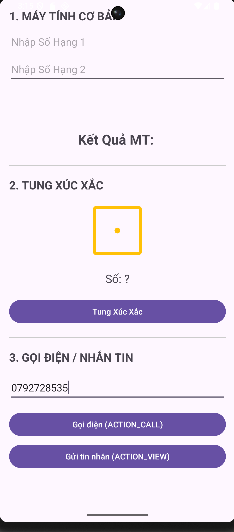 1. MÁY TÍNH CƠ BẢN
Nhập Số Hạng 1
Nhập Số Hạng 2
Kết Quả MT:
2. TUNG XÚC XẮC
Số: ?
Tung Xúc Xắc
3. GỌI ĐIỆN / NHẮN TIN
0792728535
Gọi điện (ACTION_CALL)
Gửi tin nhắn (ACTION_VIEW)